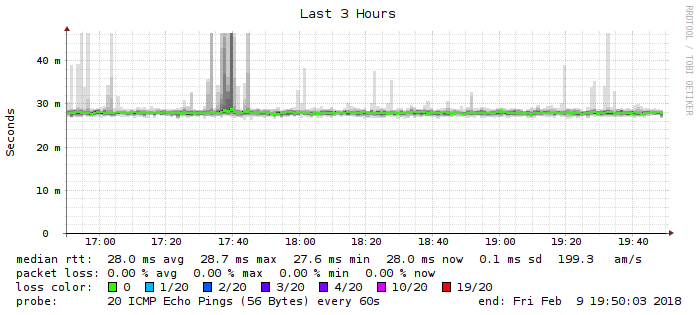 Last 3 Hours
RRDTOOL / TOBI OETIKER
Seconds
40 m
30 m
20 m
10 m
0
17:00 17:20 17:40 18:00 18:20 18:40 19:00 19:20 19:40
median rtt: 28.0 ms avg 28.7 ms max 27.6 ms min 28.0 ms now 0.1 ms sd 199.3 am/s
packet loss: 0.00 % avg 0.00 % max 0.00 % min 0.00 % now
loss color: 0 1/20 2/20 3/20 4/20 10/20 19/20
probe: 20 ICMP Echo Pings (56 Bytes) every 60s end: Fri Feb 9 19:50:03 2018